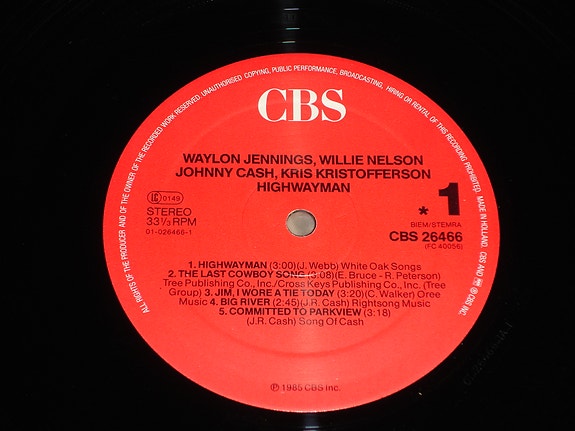 ALL RIGHTS OF THE PRODUCER AND OF THE OWNER OF THE RECORDED WORK RESERVED. UNAUTHORISED COPYING, PUBLIC PERFORMANCE, BROADCASTING, HIRING OR RENTAL OF THIS RECORDING PROHIBITED. MADE IN HOLLAND. CBS AND ℗ CBS INC.
CBS
WAYLON JENNINGS, WILLIE NELSON
JOHNNY CASH, KRIS KRISTOFFERSON
HIGHWAYMAN
LC 0149
STEREO
33⅓ RPM
01-026466-1
* 1
BIEM/STEMRA
CBS 26466
(FC 40056)
1. HIGHWAYMAN (3:00)(J. Webb) White Oak Songs
2. THE LAST COWBOY SONG (3:08)(E. Bruce - R. Peterson)
Tree Publishing Co., Inc./Cross Keys Publishing Co., Inc. (Tree
Group) 3. JIM, I WORE A TIE TODAY (3:20)(C. Walker) Oree
Music 4. BIG RIVER (2:45)(J.R. Cash) Rightsong Music
5. COMMITTED TO PARKVIEW (3:18)
(J.R. Cash) Song Of Cash
℗ 1985 CBS Inc.